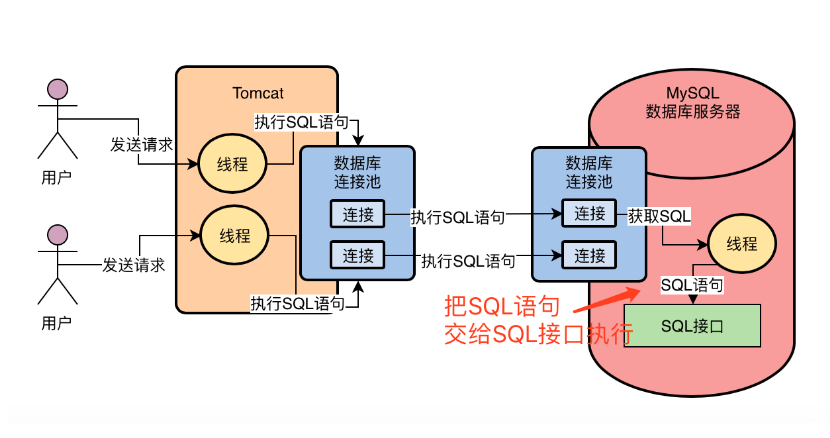 Tomcat
MySQL
数据库服务器
执行SQL语句
发送请求
线程
数据库
连接池
数据库
连接池
用户
连接
执行SQL语句
连接
获取SQL
线程
线程
连接
执行SQL语句
连接
发送请求
SQL语句
执行SQL语句
把SQL语句
交给SQL接口执行
SQL接口
用户